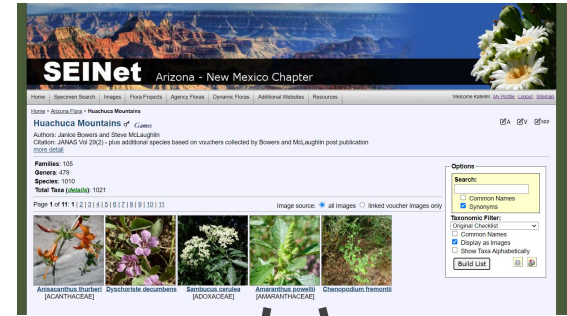 SEINet Arizona - New Mexico Chapter
Home Specimen Search Images Flora Projects Agency Floras Dynamic Floras Additional Websites Resources Welcome Katelin! My Profile Logout Sitemap
Home > Arizona Flora > Huachuca Mountains
Huachuca Mountains Games A V spp
Authors: Janice Bowers and Steve McLaughlin
Citation: JANAS Vol 29(2) - plus additional species based on vouchers collected by Bowers and McLaughlin post publication
more detail
Families: 105
Genera: 479
Species: 1010
Total Taxa (details): 1021
Page 1 of 11: 1 | 2 | 3 | 4 | 5 | 6 | 7 | 8 | 9 | 10 | 11
Image source: all images linked voucher images only
Options
Search:
Common Names
Synonyms
Taxonomic Filter:
Original Checklist
Common Names
Display as Images
Show Taxa Alphabetically
Build List
Anisacanthus thurberi Dyschoriste decumbens Sambucus cerulea Amaranthus powellii Chenopodium fremontii
[ACANTHACEAE] [ADOXACEAE] [AMARANTHACEAE]